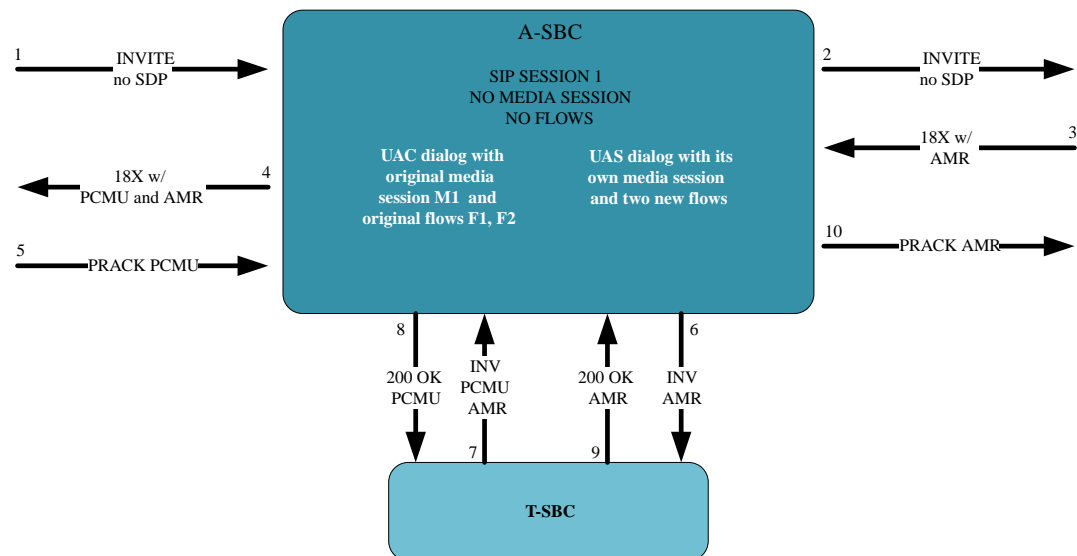 A-SBC
SIP SESSION 1
NO MEDIA SESSION
NO FLOWS
UAC dialog with
original media
session M1 and
original flows F1, F2
UAS dialog with its
own media session
and two new flows
1
INVITE
no SDP
2
INVITE
no SDP
3
18X w/
AMR
4
18X w/
PCMU and AMR
5
PRACK PCMU
10
PRACK AMR
8
200 OK
PCMU
INV
PCMU
AMR
7
200 OK
AMR
9
6
INV
AMR
T-SBC